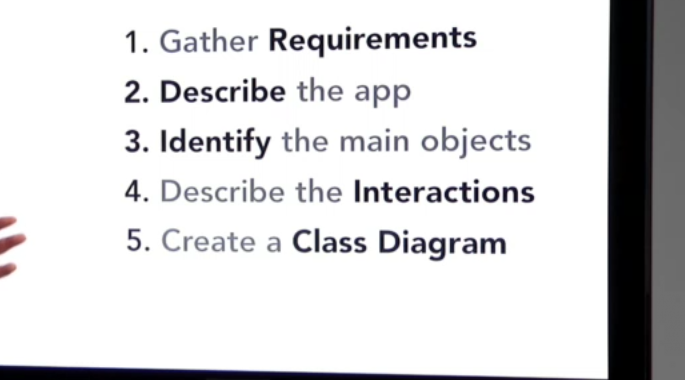 1. Gather Requirements
2. Describe the app
3. Identify the main objects
4. Describe the Interactions
5. Create a Class Diagram